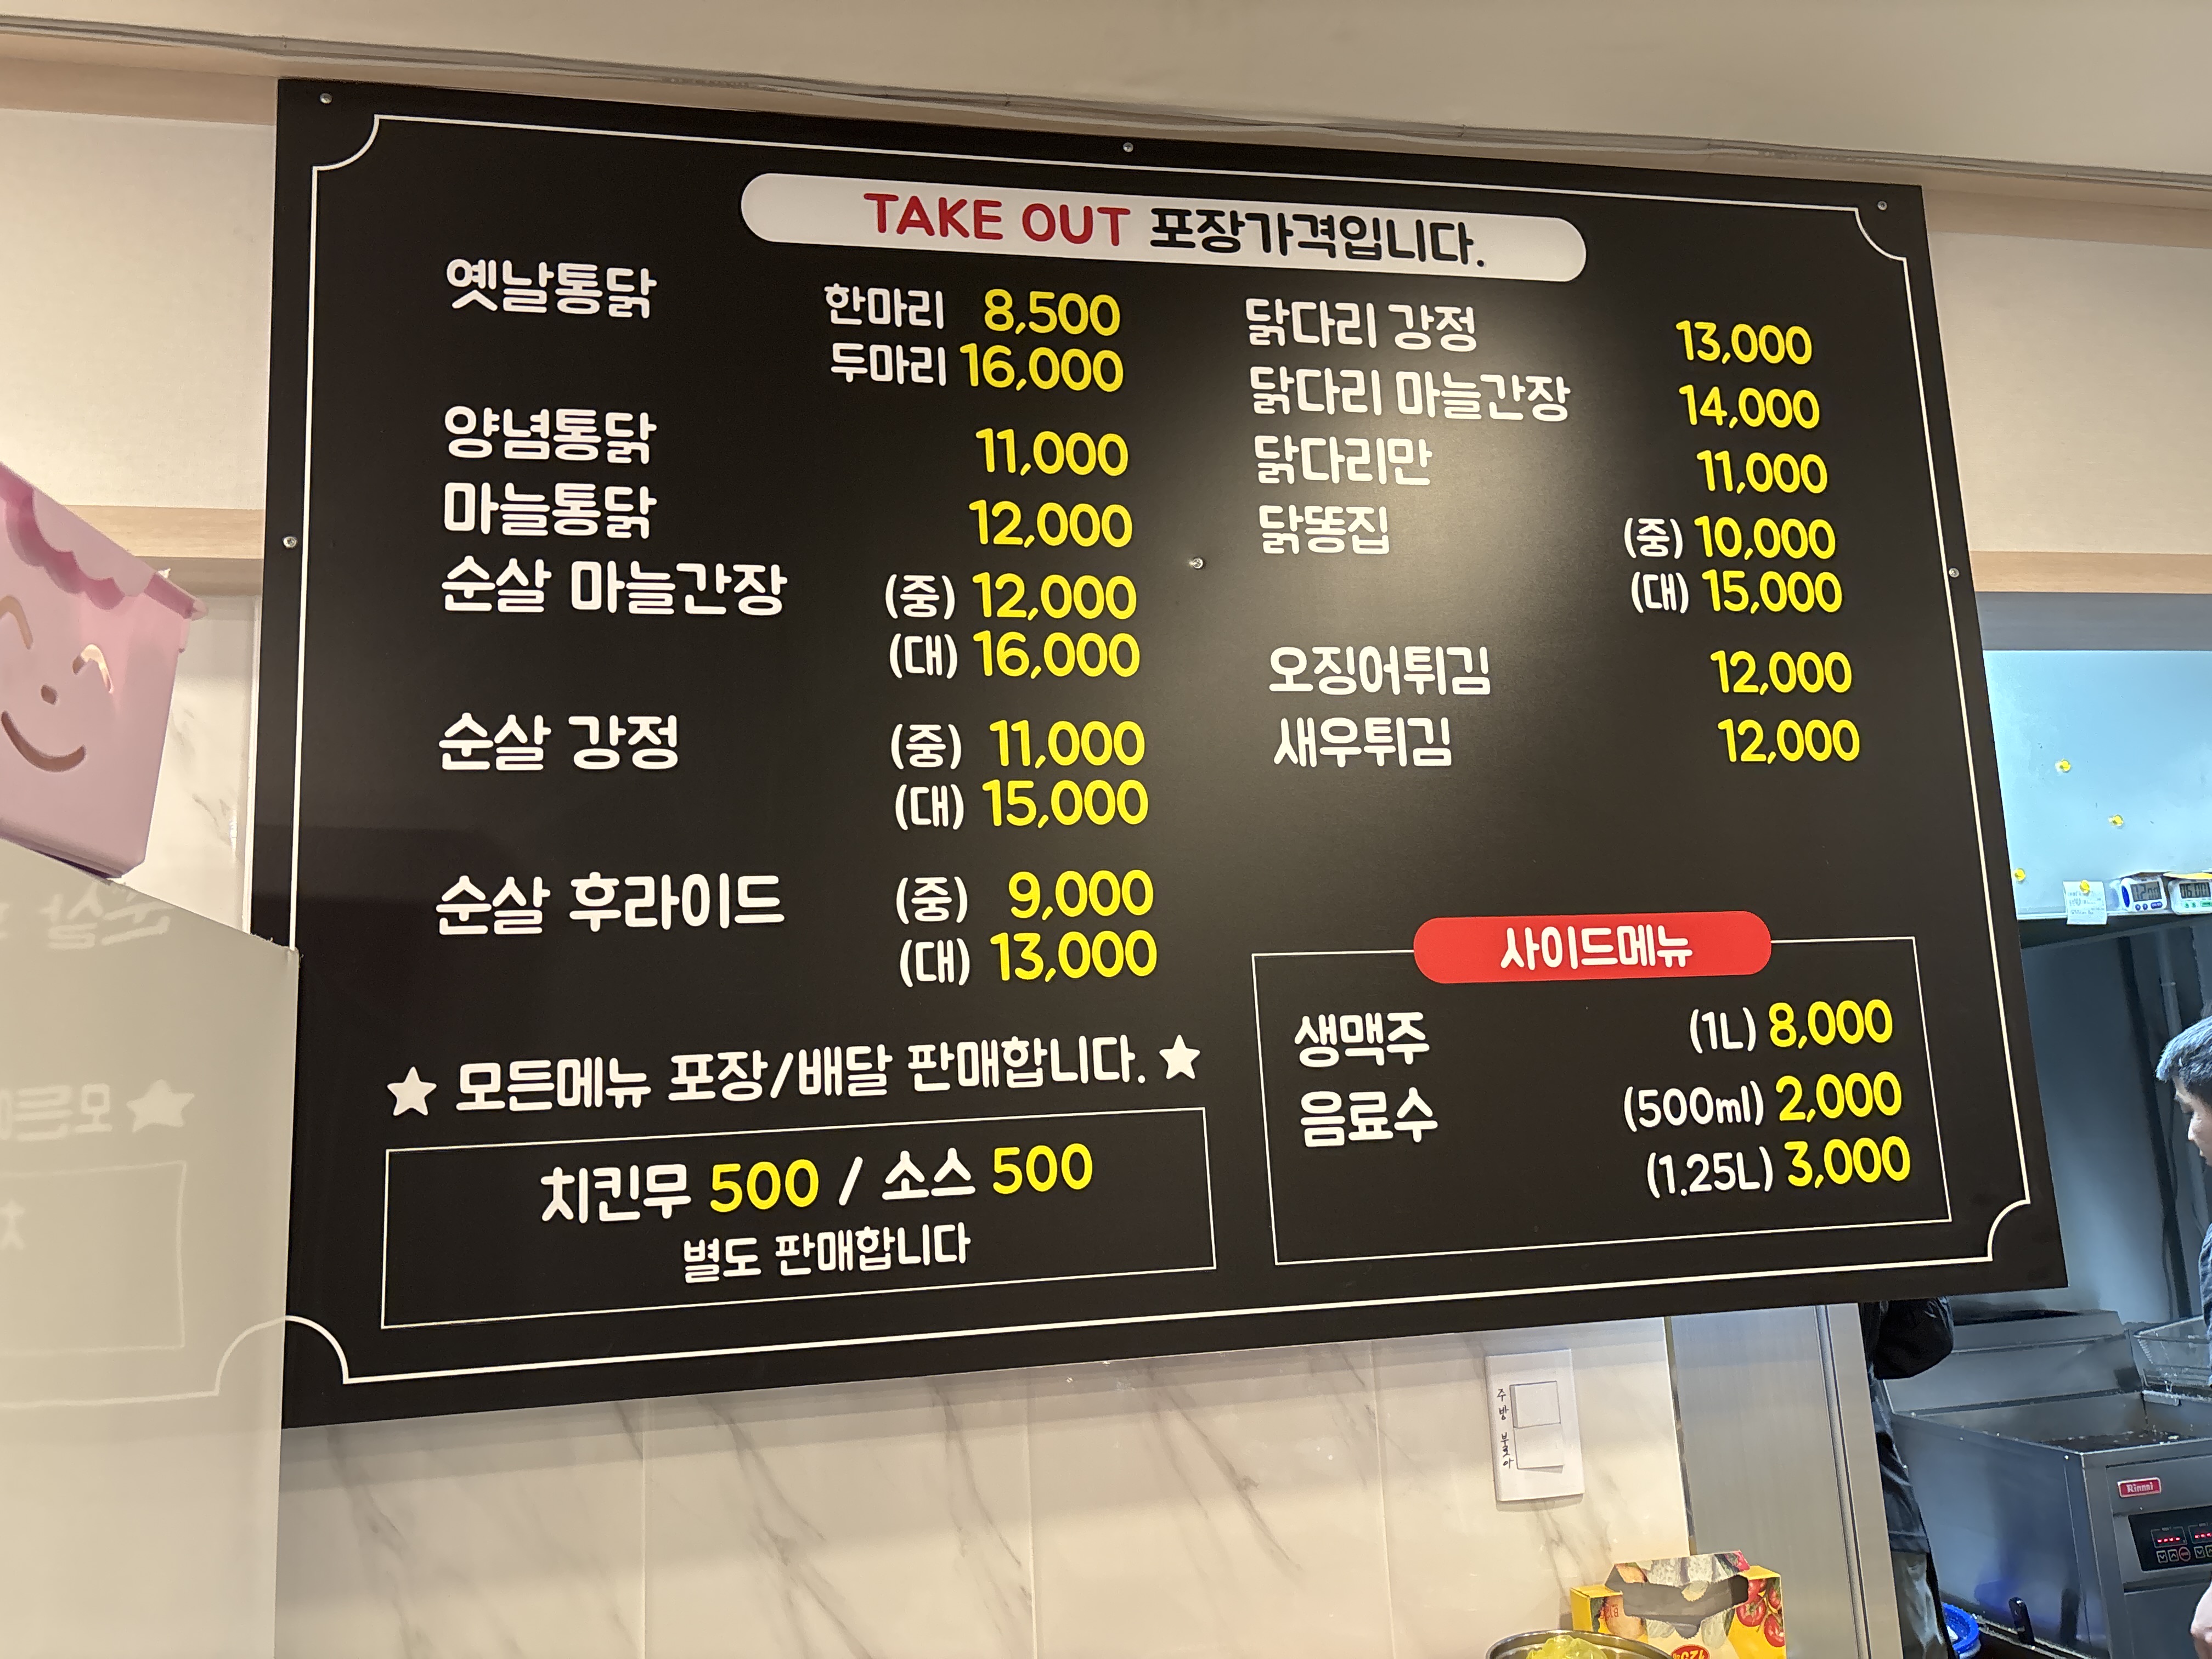 TAKE OUT 포장가격입니다.
옛날통닭 한마리 8,500
두마리 16,000
양념통닭 11,000
마늘통닭 12,000
순살 마늘간장 (중) 12,000
(대) 16,000
순살 강정 (중) 11,000
(대) 15,000
순살 후라이드 (중) 9,000
(대) 13,000
★ 모든메뉴 포장/배달 판매합니다. ★
치킨무 500 / 소스 500
별도 판매합니다
닭다리 강정 13,000
닭다리 마늘간장 14,000
닭다리만 11,000
닭똥집 (중) 10,000
(대) 15,000
오징어튀김 12,000
새우튀김 12,000
사이드메뉴
생맥주 (1L) 8,000
음료수 (500ml) 2,000
(1.25L) 3,000
주방
Rinnai